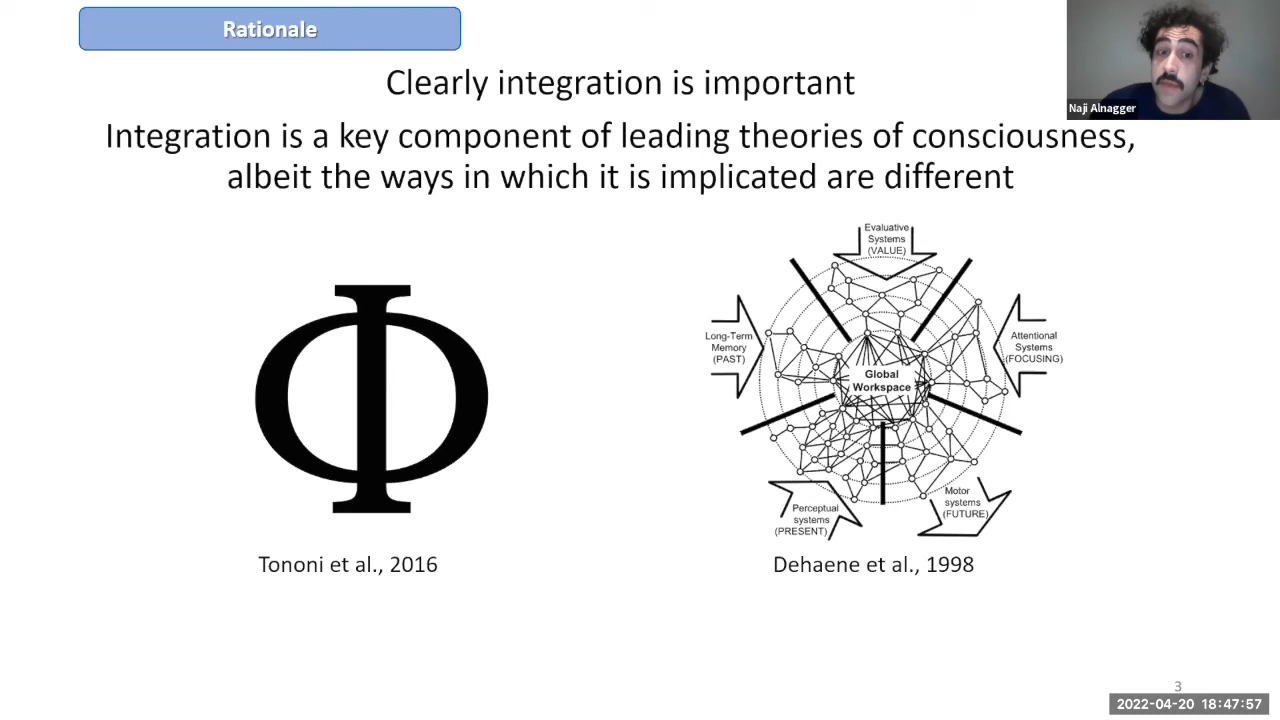 Rationale
Naji Alnagger
Clearly integration is important
Integration is a key component of leading theories of consciousness,
albeit the ways in which it is implicated are different
Φ
Evaluative
Systems
(VALUE)
Long-Term
Memory
(PAST)
Attentional
Systems
(FOCUSING)
Global
Workspace
Perceptual
systems
(PRESENT)
Motor
systems
(FUTURE)
Tononi et al., 2016
Dehaene et al., 1998
3
2022-04-20 18:47:57